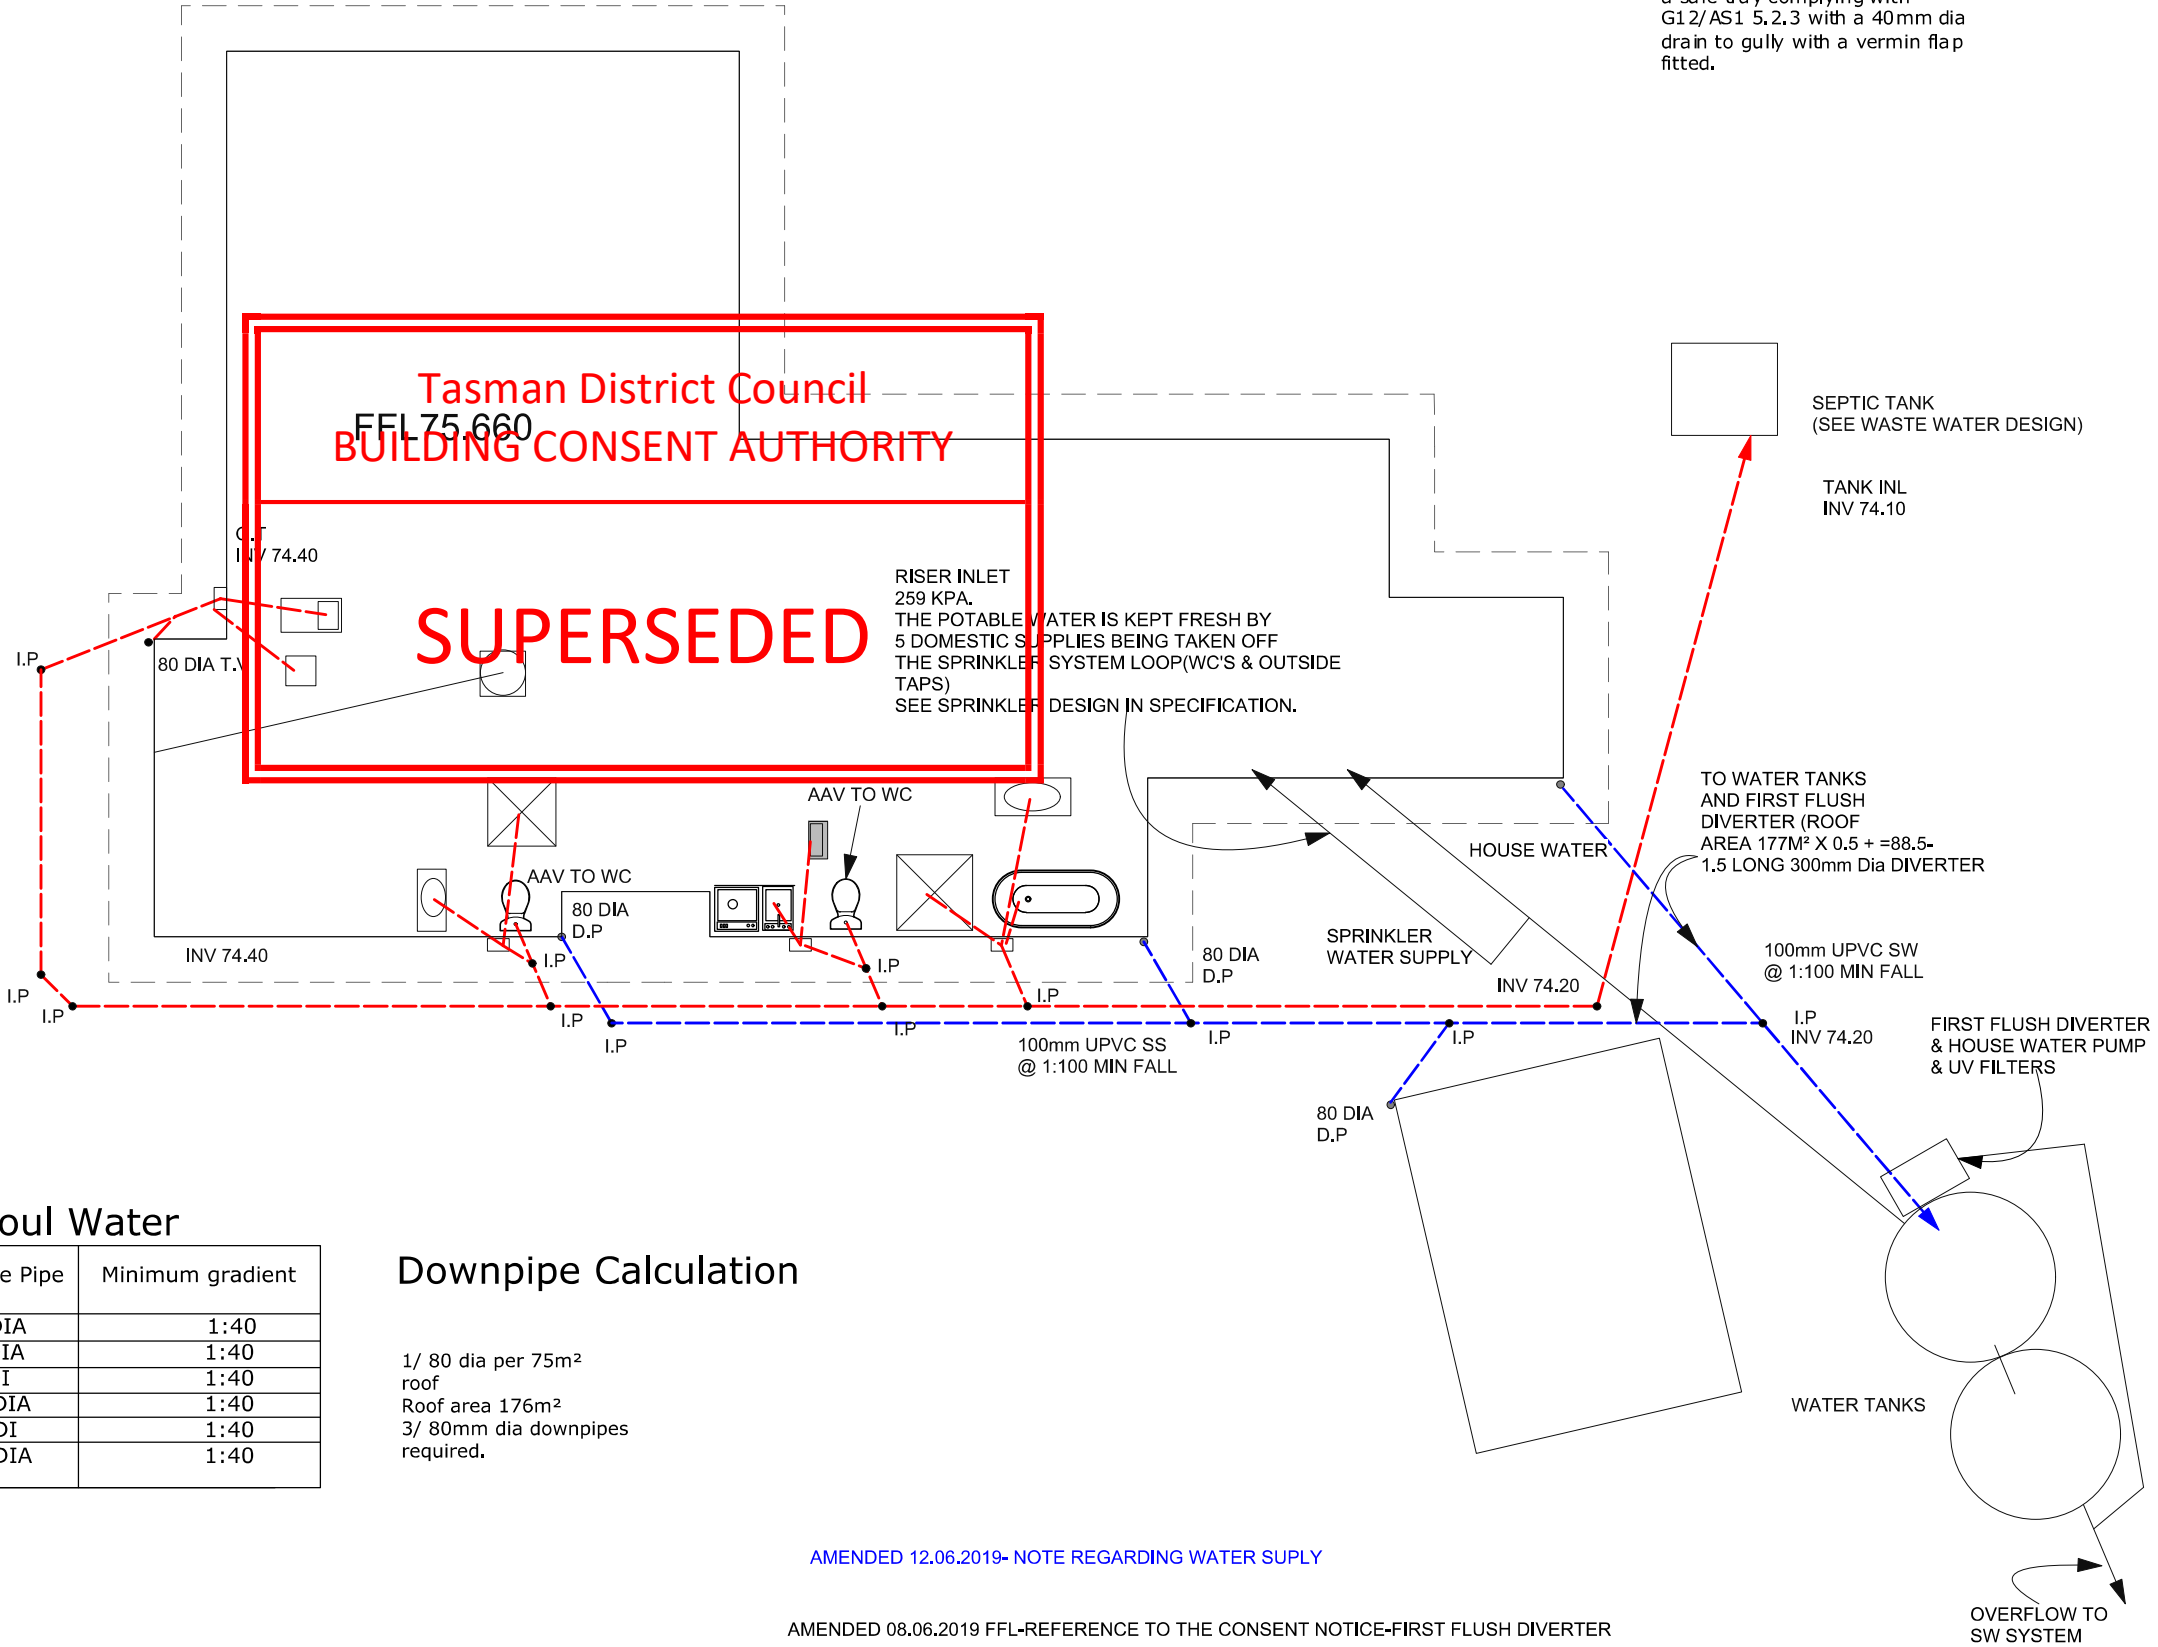 G12/AS1 5.2.3 with a 40mm dia
drain to gully with a vermin flap
fitted.
Tasman District Council
FFL75.660
BUILDING CONSENT AUTHORITY
SUPERSEDED
SEPTIC TANK
(SEE WASTE WATER DESIGN)
TANK INL
INV 74.10
INV 74.40
RISER INLET
259 KPA.
THE POTABLE WATER IS KEPT FRESH BY
5 DOMESTIC SUPPLIES BEING TAKEN OFF
THE SPRINKLER SYSTEM LOOP(WC'S & OUTSIDE
TAPS)
SEE SPRINKLER DESIGN IN SPECIFICATION.
I.P
80 DIA T.V
AAV TO WC
TO WATER TANKS
AND FIRST FLUSH
DIVERTER (ROOF
AREA 177M² X 0.5 + =88.5-
1.5 LONG 300mm Dia DIVERTER
HOUSE WATER
AAV TO WC
80 DIA
D.P
SPRINKLER
WATER SUPPLY
80 DIA
D.P
100mm UPVC SW
@ 1:100 MIN FALL
INV 74.40
I.P
I.P
INV 74.20
I.P
I.P
I.P
I.P
I.P
I.P
I.P
I.P
I.P
INV 74.20
100mm UPVC SS
@ 1:100 MIN FALL
FIRST FLUSH DIVERTER
& HOUSE WATER PUMP
& UV FILTERS
80 DIA
D.P
oul Water
e Pipe Minimum gradient
DIA 1:40
IA 1:40
I 1:40
DIA 1:40
DI 1:40
DIA 1:40
Downpipe Calculation
1/ 80 dia per 75m²
roof
Roof area 176m²
3/ 80mm dia downpipes
required.
WATER TANKS
AMENDED 12.06.2019- NOTE REGARDING WATER SUPLY
AMENDED 08.06.2019 FFL-REFERENCE TO THE CONSENT NOTICE-FIRST FLUSH DIVERTER
OVERFLOW TO
SW SYSTEM